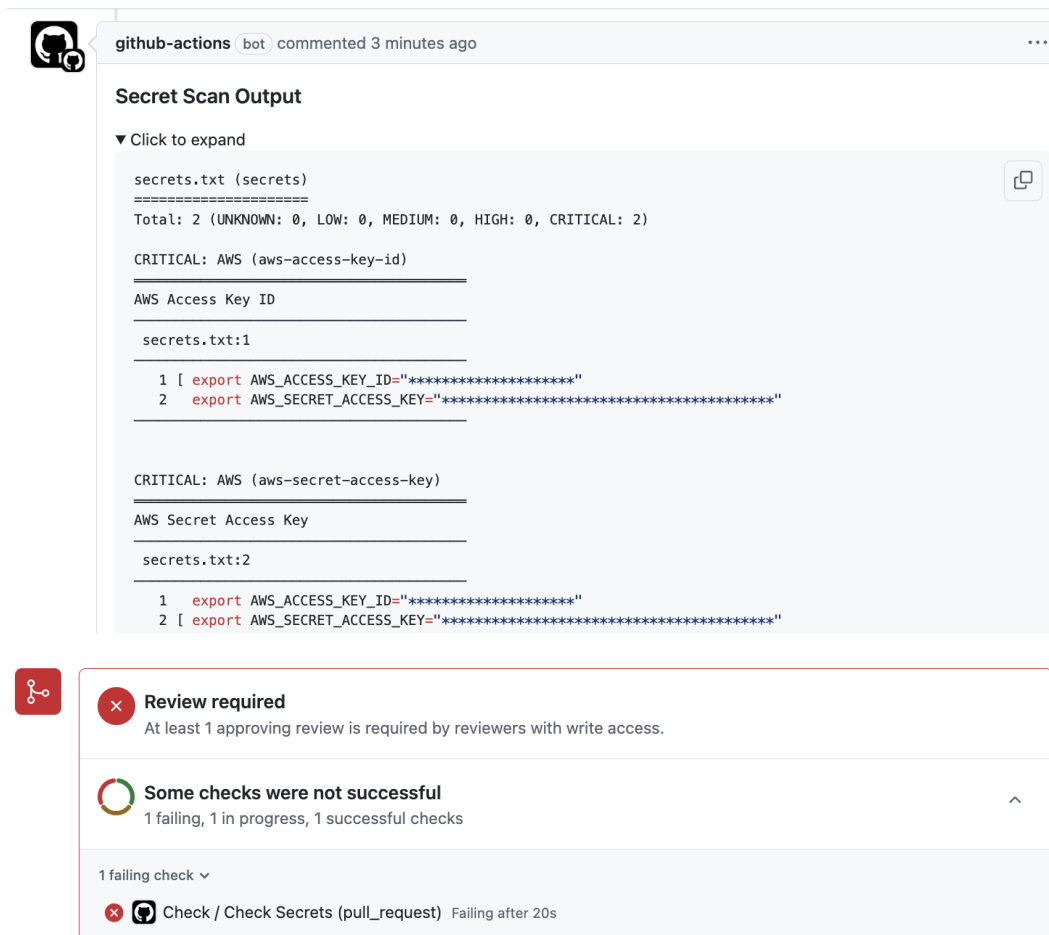 github-actions bot commented 3 minutes ago
Secret Scan Output
▼ Click to expand
secrets.txt (secrets)
=====================
Total: 2 (UNKNOWN: 0, LOW: 0, MEDIUM: 0, HIGH: 0, CRITICAL: 2)
CRITICAL: AWS (aws-access-key-id)
════════════════════════════════════════
AWS Access Key ID
────────────────────────────────────────
secrets.txt:1
────────────────────────────────────────
1 [ export AWS_ACCESS_KEY_ID="********************"
2   export AWS_SECRET_ACCESS_KEY="****************************************"
────────────────────────────────────────
CRITICAL: AWS (aws-secret-access-key)
════════════════════════════════════════
AWS Secret Access Key
────────────────────────────────────────
secrets.txt:2
────────────────────────────────────────
1   export AWS_ACCESS_KEY_ID="********************"
2 [ export AWS_SECRET_ACCESS_KEY="****************************************"
Review required
At least 1 approving review is required by reviewers with write access.
Some checks were not successful
1 failing, 1 in progress, 1 successful checks
1 failing check
Check / Check Secrets (pull_request) Failing after 20s